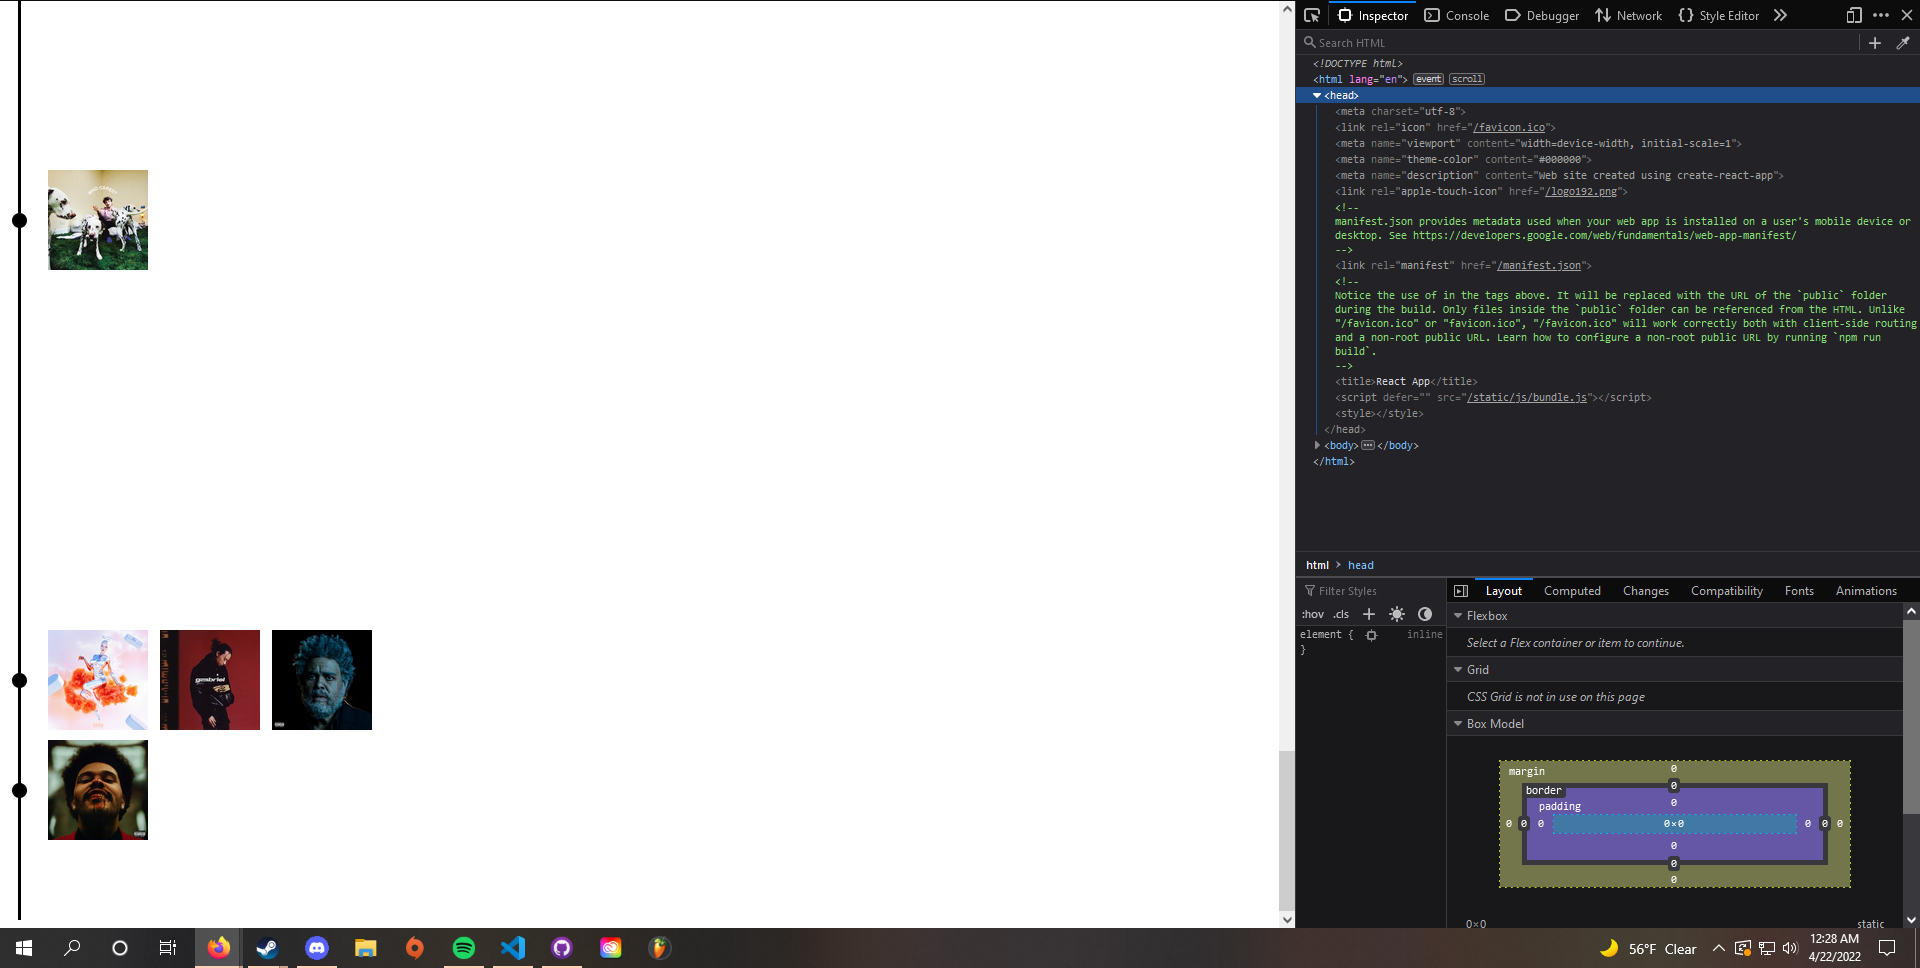 WHO CARES?
gabriel
Inspector
Console
Debugger
Network
Style Editor
Search HTML
<!DOCTYPE html>
<html lang="en"> event scroll
<head>
<meta charset="utf-8">
<link rel="icon" href="/favicon.ico">
<meta name="viewport" content="width=device-width, initial-scale=1">
<meta name="theme-color" content="#000000">
<meta name="description" content="Web site created using create-react-app">
<link rel="apple-touch-icon" href="/logo192.png">
<!--
manifest.json provides metadata used when your web app is installed on a user's mobile device or
desktop. See https://developers.google.com/web/fundamentals/web-app-manifest/
-->
<link rel="manifest" href="/manifest.json">
<!--
Notice the use of in the tags above. It will be replaced with the URL of the `public` folder
during the build. Only files inside the `public` folder can be referenced from the HTML. Unlike
"/favicon.ico" or "favicon.ico", "/favicon.ico" will work correctly both with client-side routing
and a non-root public URL. Learn how to configure a non-root public URL by running `npm run
build`.
-->
<title>React App</title>
<script defer="" src="/static/js/bundle.js"></script>
<style></style>
</head>
<body>…</body>
</html>
html > head
Filter Styles
:hov .cls +
element {
inline
}
Layout
Computed
Changes
Compatibility
Fonts
Animations
Flexbox
Select a Flex container or item to continue.
Grid
CSS Grid is not in use on this page
Box Model
margin
0
border
0
padding
0
0 0 0 0×0 0 0 0
0
0
0
0×0
static
56°F Clear
12:28 AM
4/22/2022